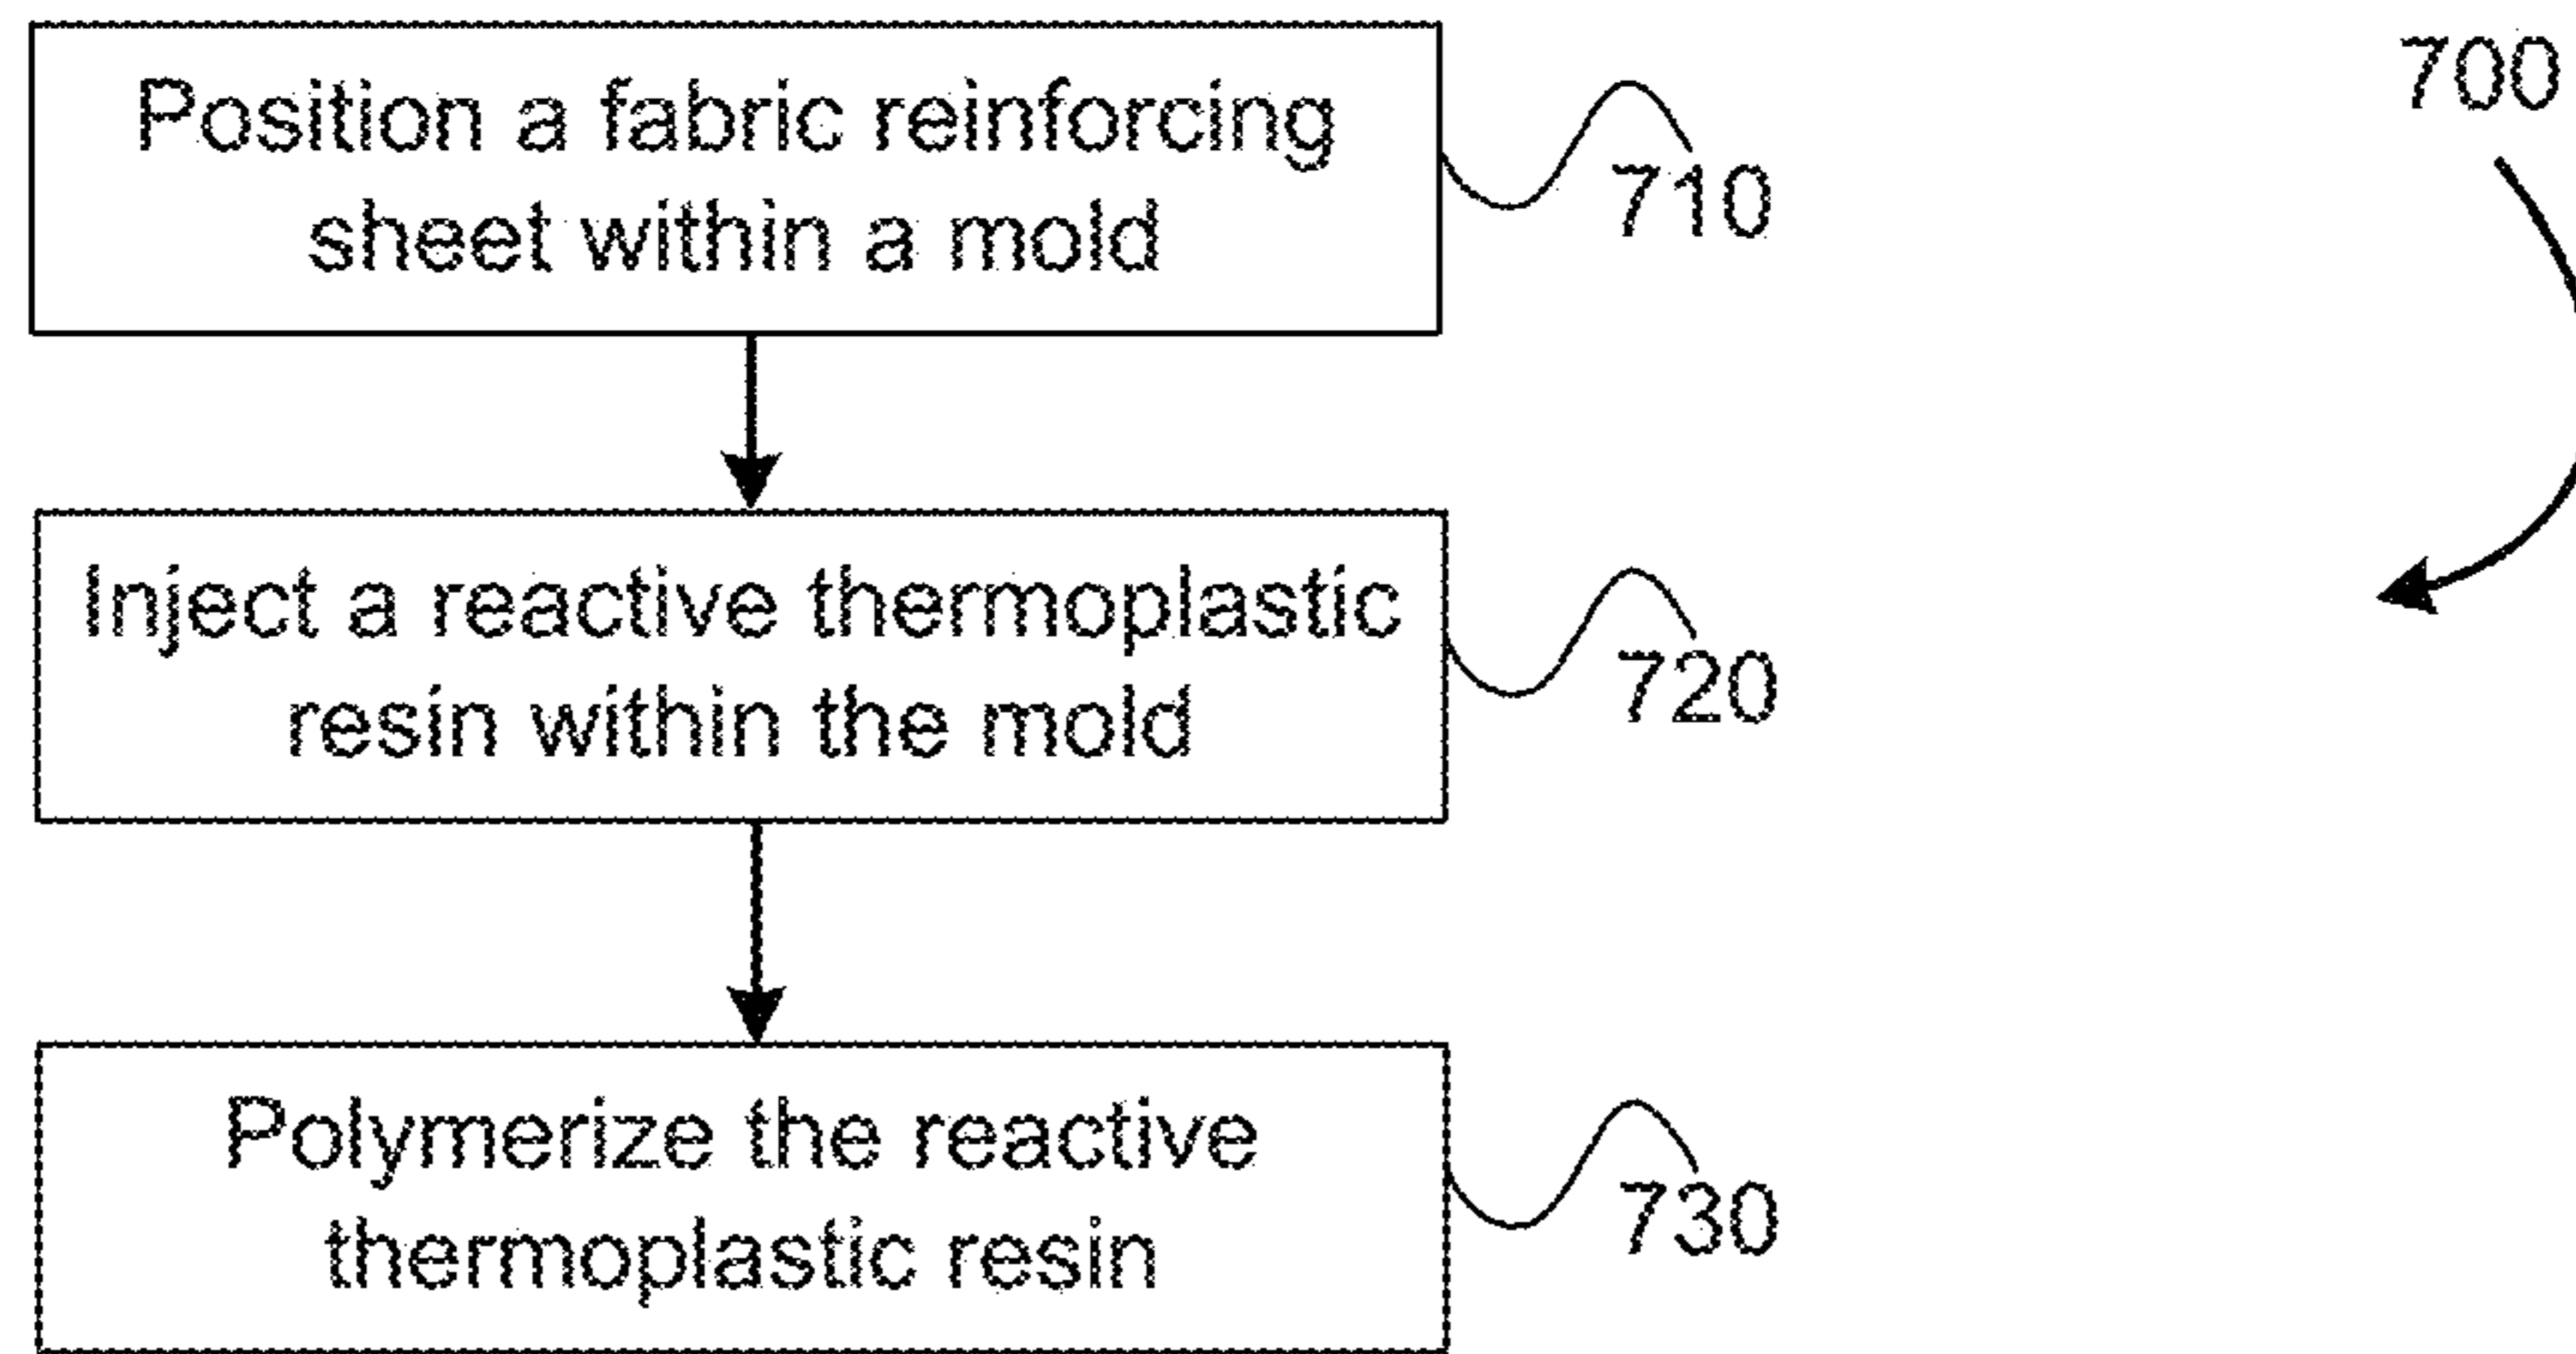 700
Position a fabric reinforcing
sheet within a mold
710
Inject a reactive thermoplastic
resin within the mold
720
Polymerize the reactive
thermoplastic resin
730